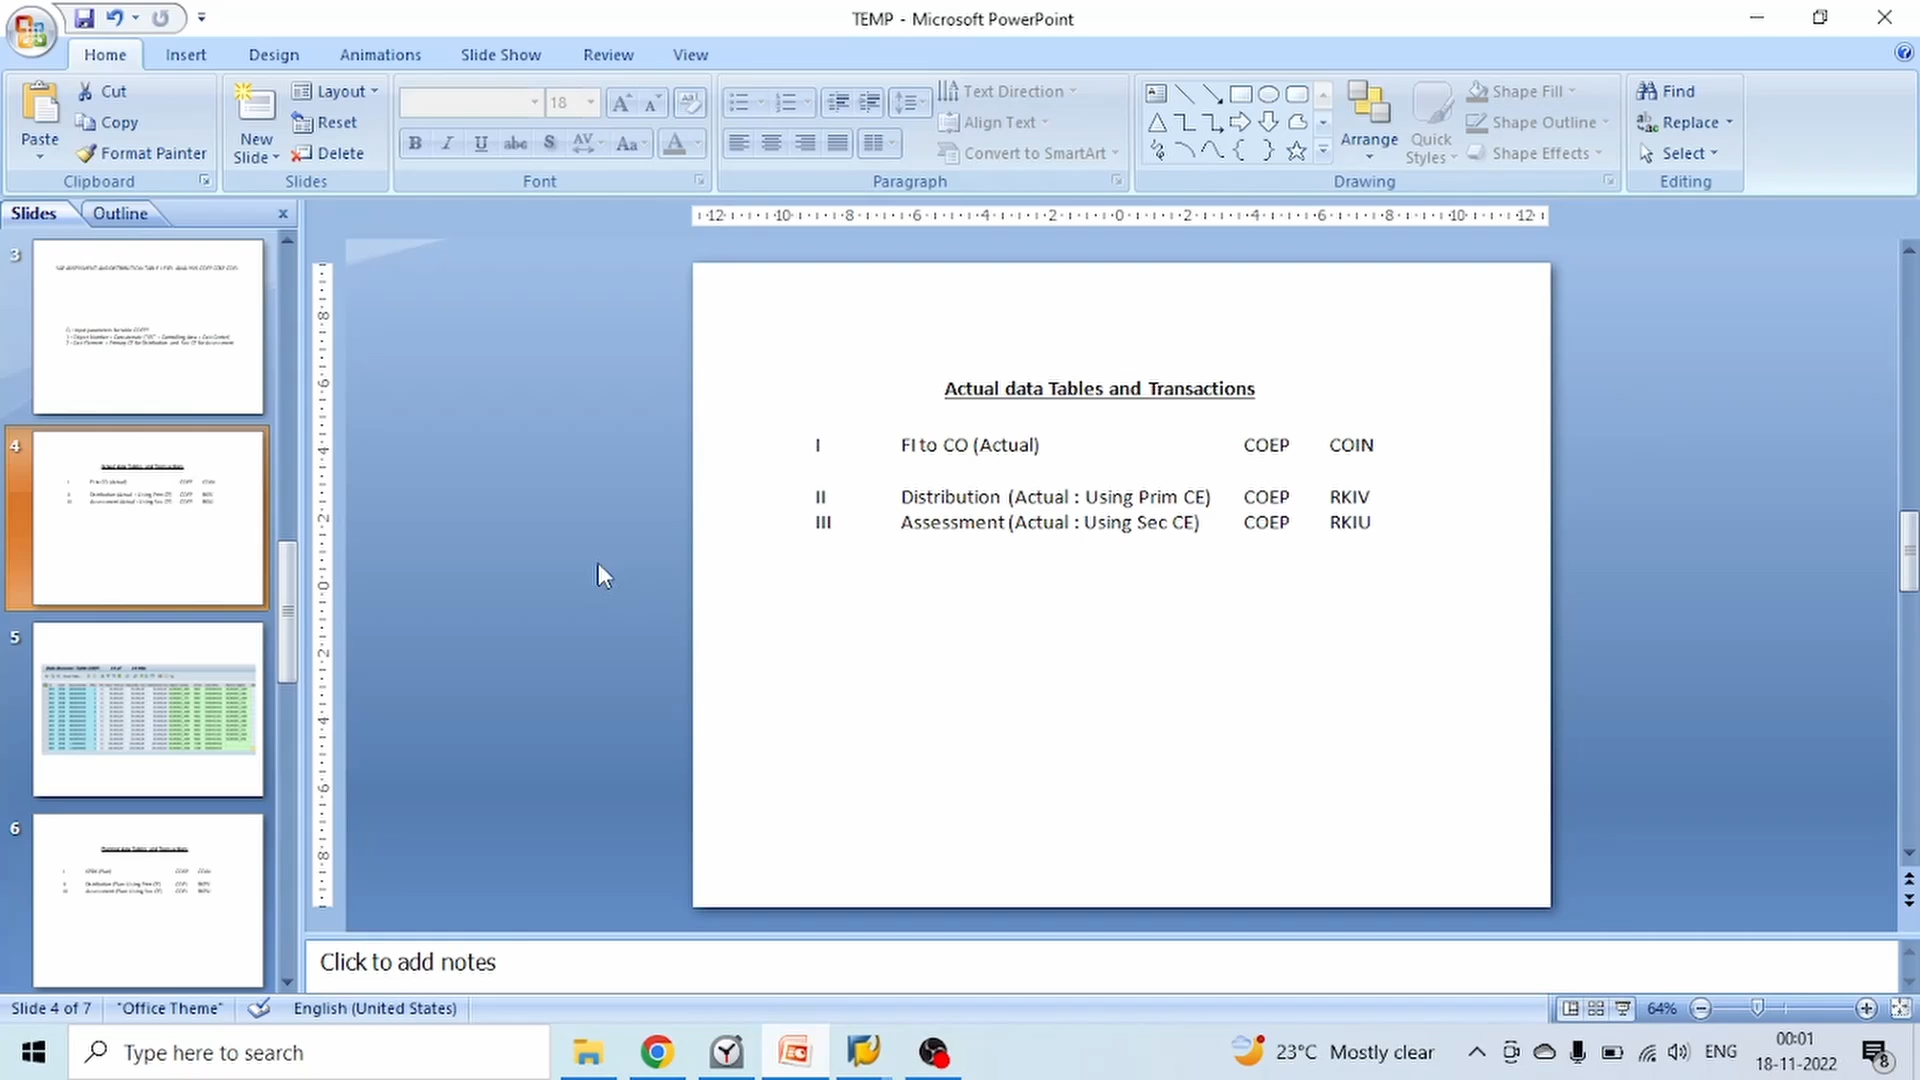 TEMP - Microsoft PowerPoint
Home Insert Design Animations Slide Show Review View
Paste
Cut
Copy
Format Painter
Clipboard
New Slide
Layout
Reset
Delete
Slides
18
Font
Text Direction
Align Text
Convert to SmartArt
Paragraph
Arrange
Quick Styles
Shape Fill
Shape Outline
Shape Effects
Drawing
Find
Replace
Select
Editing
Slides Outline
3
4
5
6
Actual data Tables and Transactions
I FI to CO (Actual) COEP COIN
II Distribution (Actual : Using Prim CE) COEP RKIV
III Assessment (Actual : Using Sec CE) COEP RKIU
Click to add notes
Slide 4 of 7 "Office Theme" English (United States) 64%
Type here to search
23°C Mostly clear
ENG
00:01
18-11-2022
8